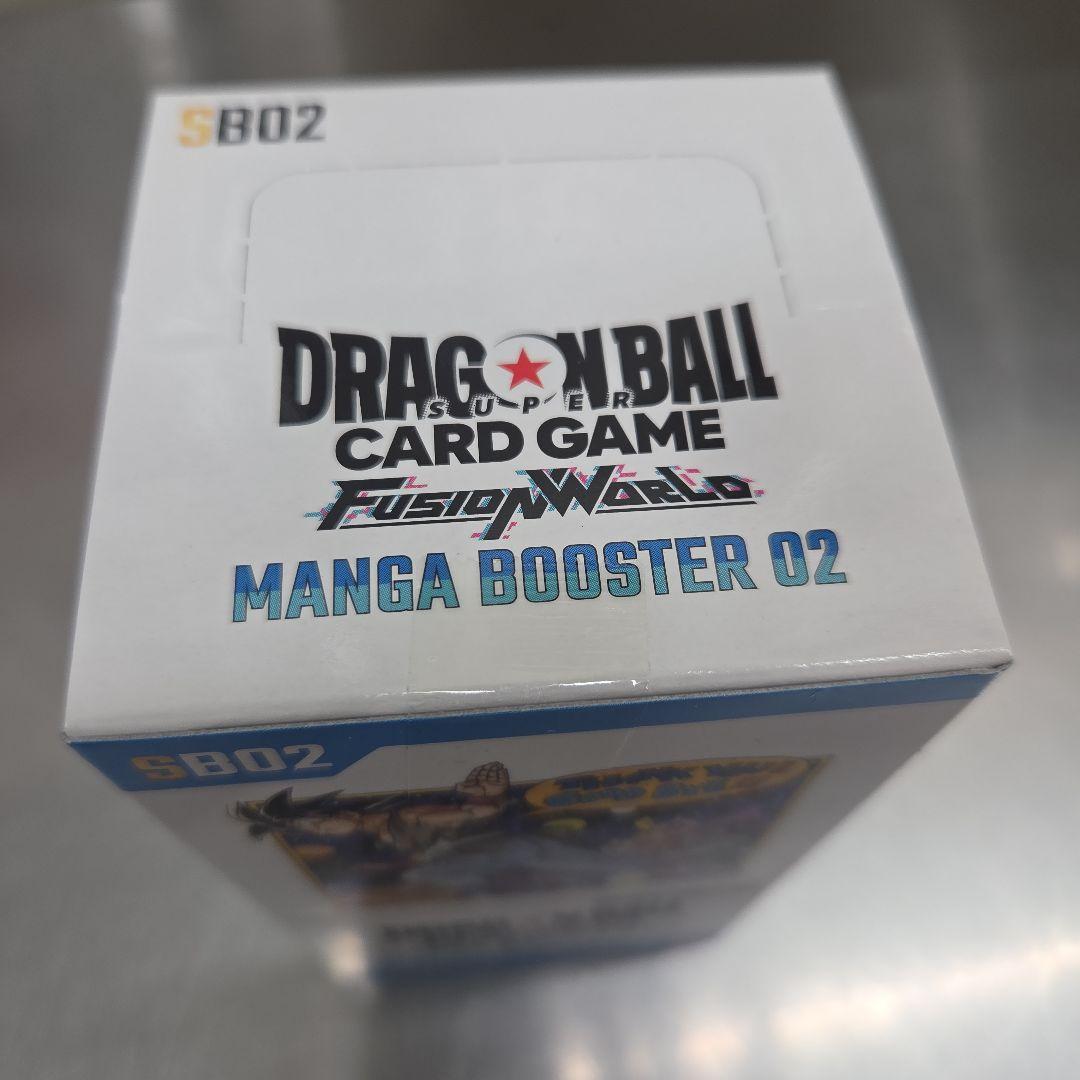 SB02
DRAGON BALL
SUPER
CARD GAME
FUSION WORLD
MANGA BOOSTER 02
SB02